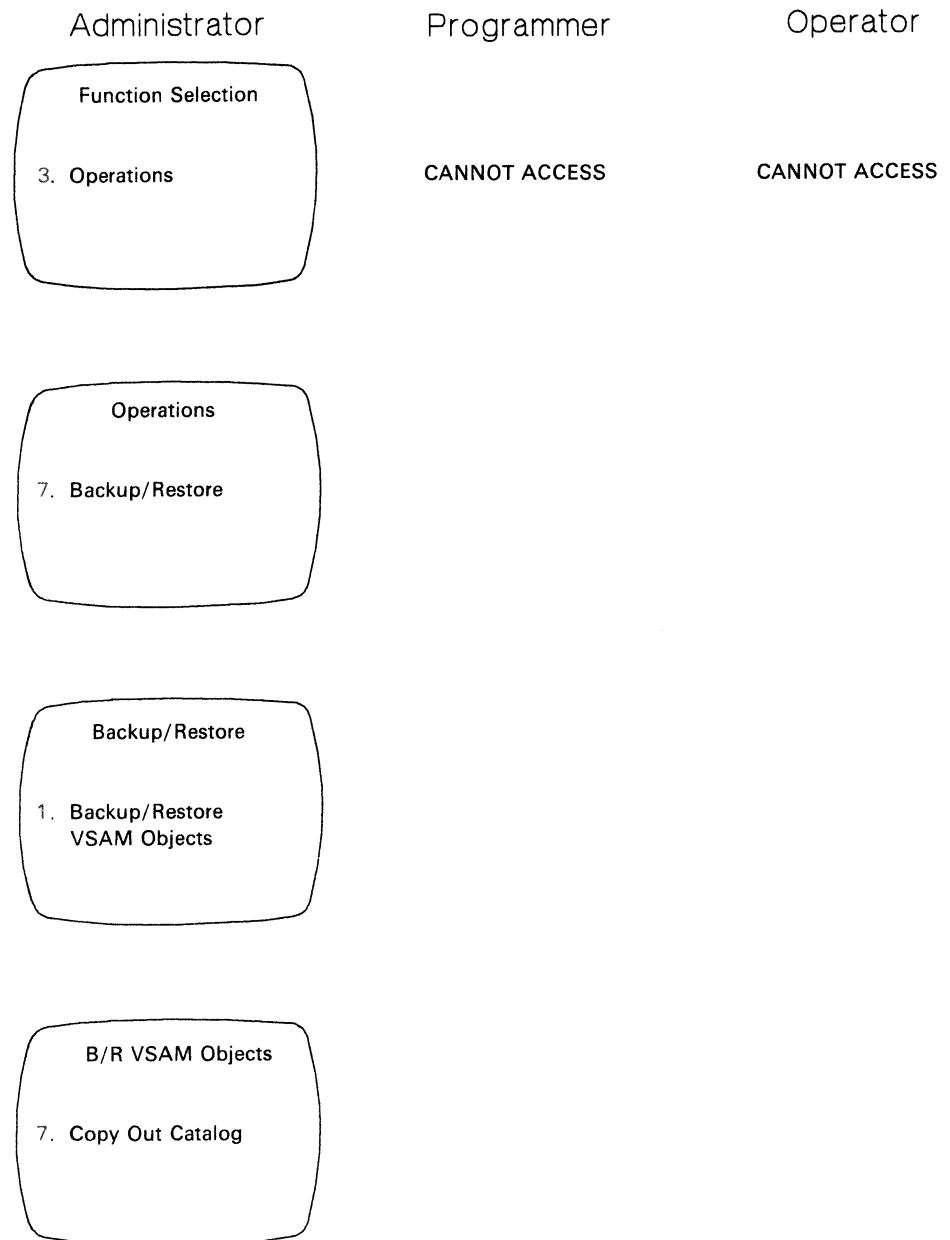 Administrator Programmer Operator
Function Selection
3. Operations CANNOT ACCESS CANNOT ACCESS
Operations
7. Backup/Restore
Backup/Restore
1. Backup/Restore
VSAM Objects
B/R VSAM Objects
7. Copy Out Catalog